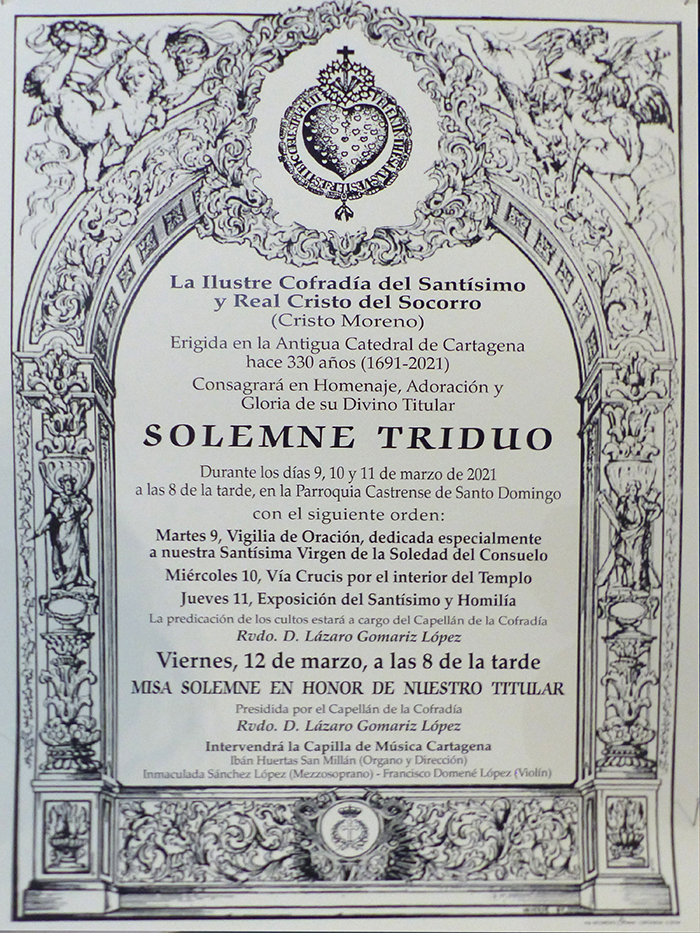 La Ilustre Cofradía del Santísimo
y Real Cristo del Socorro
(Cristo Moreno)
Erigida en la Antigua Catedral de Cartagena
hace 330 años (1691-2021)
Consagrará en Homenaje, Adoración y
Gloria de su Divino Titular
SOLEMNE TRIDUO
Durante los días 9, 10 y 11 de marzo de 2021
a las 8 de la tarde, en la Parroquia Castrense de Santo Domingo
con el siguiente orden:
Martes 9, Vigilia de Oración, dedicada especialmente
a nuestra Santísima Virgen de la Soledad del Consuelo
Miércoles 10, Vía Crucis por el interior del Templo
Jueves 11, Exposición del Santísimo y Homilía
La predicación de los cultos estará a cargo del Capellán de la Cofradía
Rvdo. D. Lázaro Gomariz López
Viernes, 12 de marzo, a las 8 de la tarde
MISA SOLEMNE EN HONOR DE NUESTRO TITULAR
Presidida por el Capellán de la Cofradía
Rvdo. D. Lázaro Gomariz López
Intervendrá la Capilla de Música Cartagena
Ibán Huertas San Millán (Organo y Dirección)
Inmaculada Sánchez López (Mezzosoprano) - Francisco Domené López (Violín)